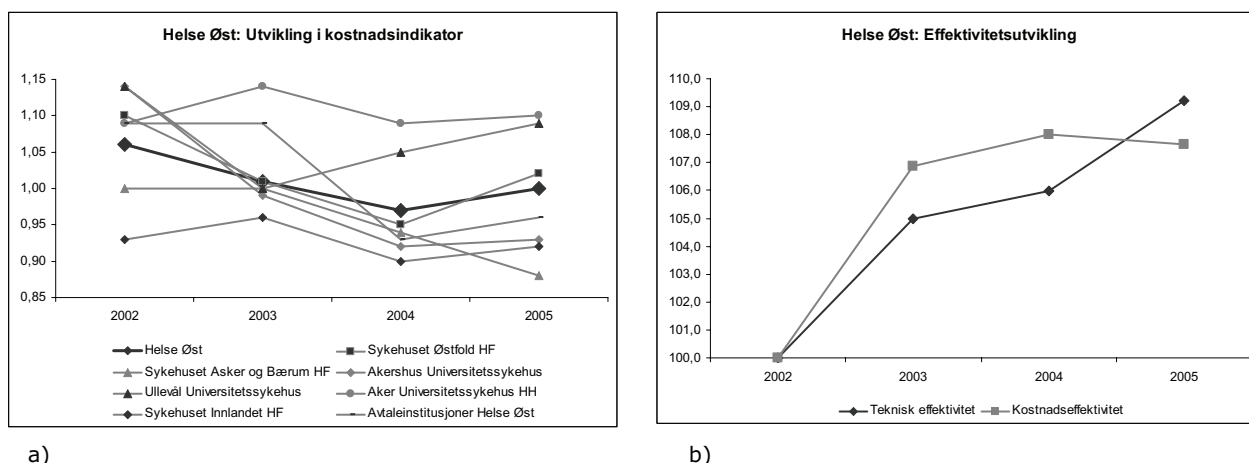 Helse Øst: Utvikling i kostnadsindikator
1,15
1,10
1,05
1,00
0,95
0,90
0,85
2002 2003 2004 2005
Helse Øst Sykehuset Østfold HF
Sykehuset Asker og Bærum HF Akershus Universitetssykehus
Ullevål Universitetssykehus Aker Universitetssykehus HH
Sykehuset Innlandet HF Avtaleinstitusjoner Helse Øst
a)
Helse Øst: Effektivitetsutvikling
110,0
109,0
108,0
107,0
106,0
105,0
104,0
103,0
102,0
101,0
100,0
2002 2003 2004 2005
Teknisk effektivitet Kostnadseffektivitet
b)